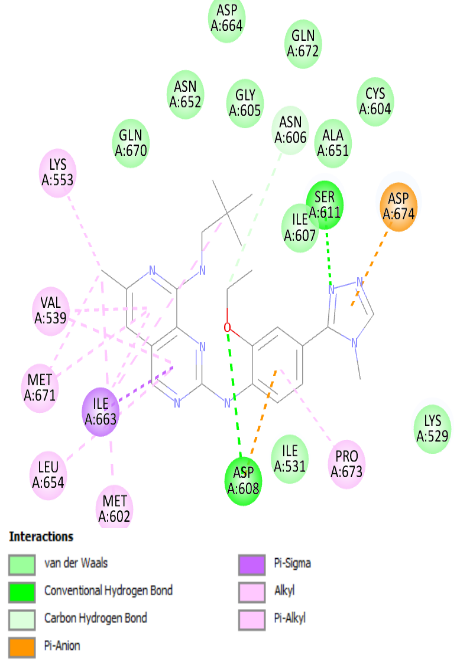 ASP
A:664
GLN
A:672
ASN
A:652
GLY
A:605
CYS
A:604
ASN
A:606
GLN
A:670
ALA
A:651
LYS
A:553
SER
A:611
ASP
A:674
ILE
A:607
N
N
N
N
VAL
A:539
O
N
N
MET
A:671
ILE
A:663
N
N
LYS
A:529
LEU
A:654
ILE
A:531
PRO
A:673
ASP
A:608
MET
A:602
Interactions
van der Waals
Conventional Hydrogen Bond
Carbon Hydrogen Bond
Pi-Anion
Pi-Sigma
Alkyl
Pi-Alkyl